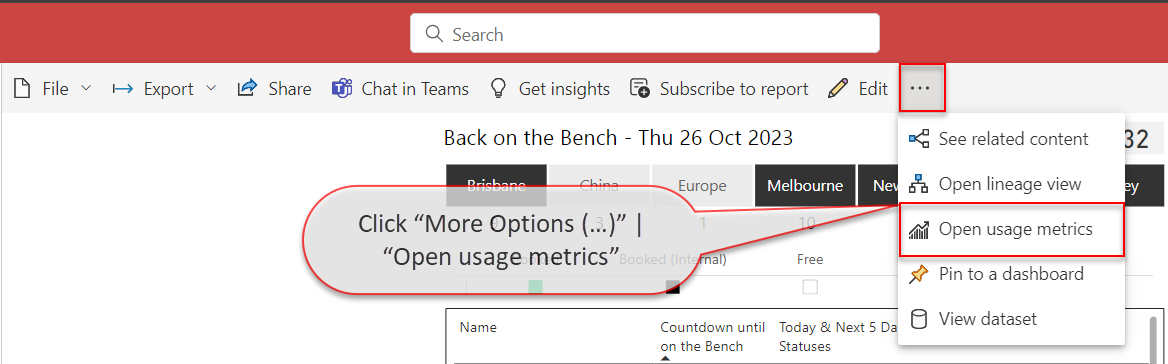 Search
File Export Share Chat in Teams Get insights Subscribe to report Edit ...
Back on the Bench - Thu 26 Oct 2023
32
See related content
Open lineage view
Open usage metrics
Pin to a dashboard
View dataset
Brisbane China Europe Melbourne New ey
3 1 10
Click “More Options (...)” |
“Open usage metrics”
Booked (Internal) Free
Name Countdown until Today & Next 5 Da
on the Bench Statuses